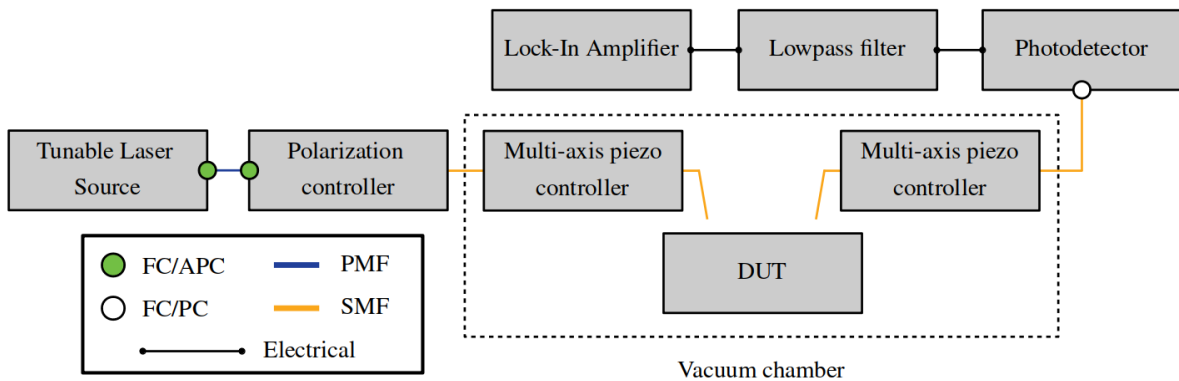 Lock-In Amplifier
Lowpass filter
Photodetector
Tunable Laser
Source
Polarization
controller
Multi-axis piezo
controller
Multi-axis piezo
controller
DUT
FC/APC
PMF
FC/PC
SMF
Electrical
Vacuum chamber